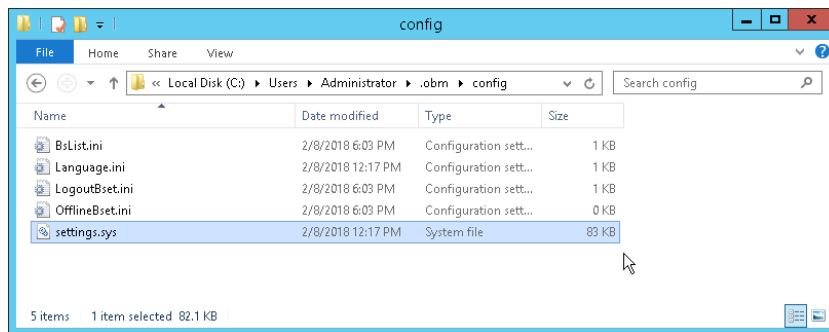 config
File Home Share View
« Local Disk (C:) Users Administrator .obm config Search config
Name Date modified Type Size
BsList.ini 2/8/2018 6:03 PM Configuration sett... 1 KB
Language.ini 2/8/2018 12:17 PM Configuration sett... 1 KB
LogoutBset.ini 2/8/2018 6:03 PM Configuration sett... 1 KB
OfflineBset.ini 2/8/2018 6:03 PM Configuration sett... 0 KB
settings.sys 2/8/2018 12:17 PM System file 83 KB
5 items 1 item selected 82.1 KB